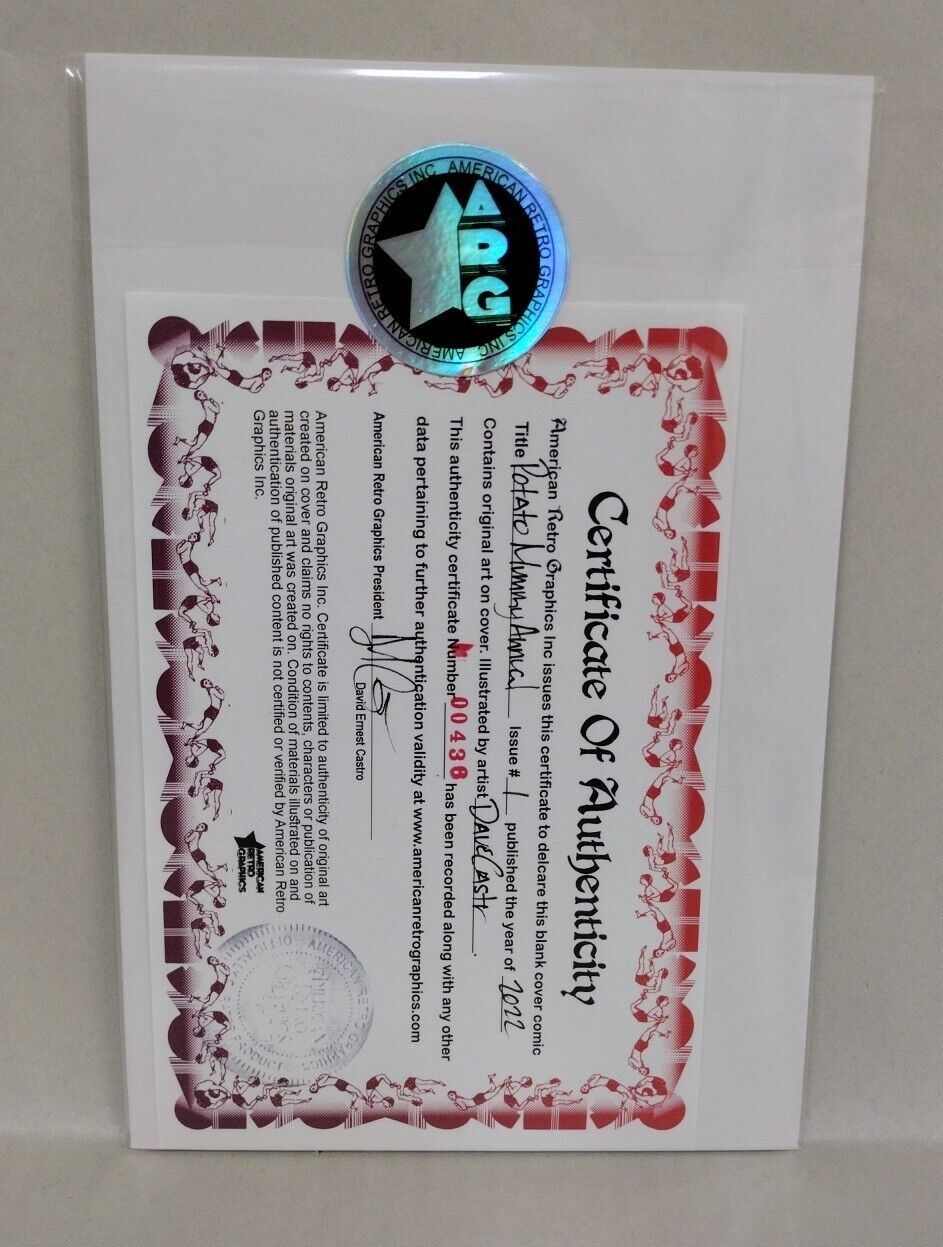 AMERICAN RETRO GRAPHICS INC AMERICAN RETRO GRAPHICS INC
ARG
Certificate Of Authenticity
American Retro Graphics Inc issues this certificate to delcare this blank cover comic
Title Potato Mummy Annual Issue # 1 published the year of 2022
Contains original art on cover. Illustrated by artist Dave Castr.
This authenticity certificate Number 00436 has been recorded along with any other
data pertaining to further authentication validity at www.americanretrographics.com
American Retro Graphics President
David Ernest Castro
American Retro Graphics Inc. Certificate is limited to authenticity of original art
created on cover and claims no rights to contents, characters or publication of
materials original art was created on. Condition of materials illustrated on and
authentication of published content is not certified or verified by American Retro
Graphics Inc.
AMERICAN
RETRO
GRAPHICS